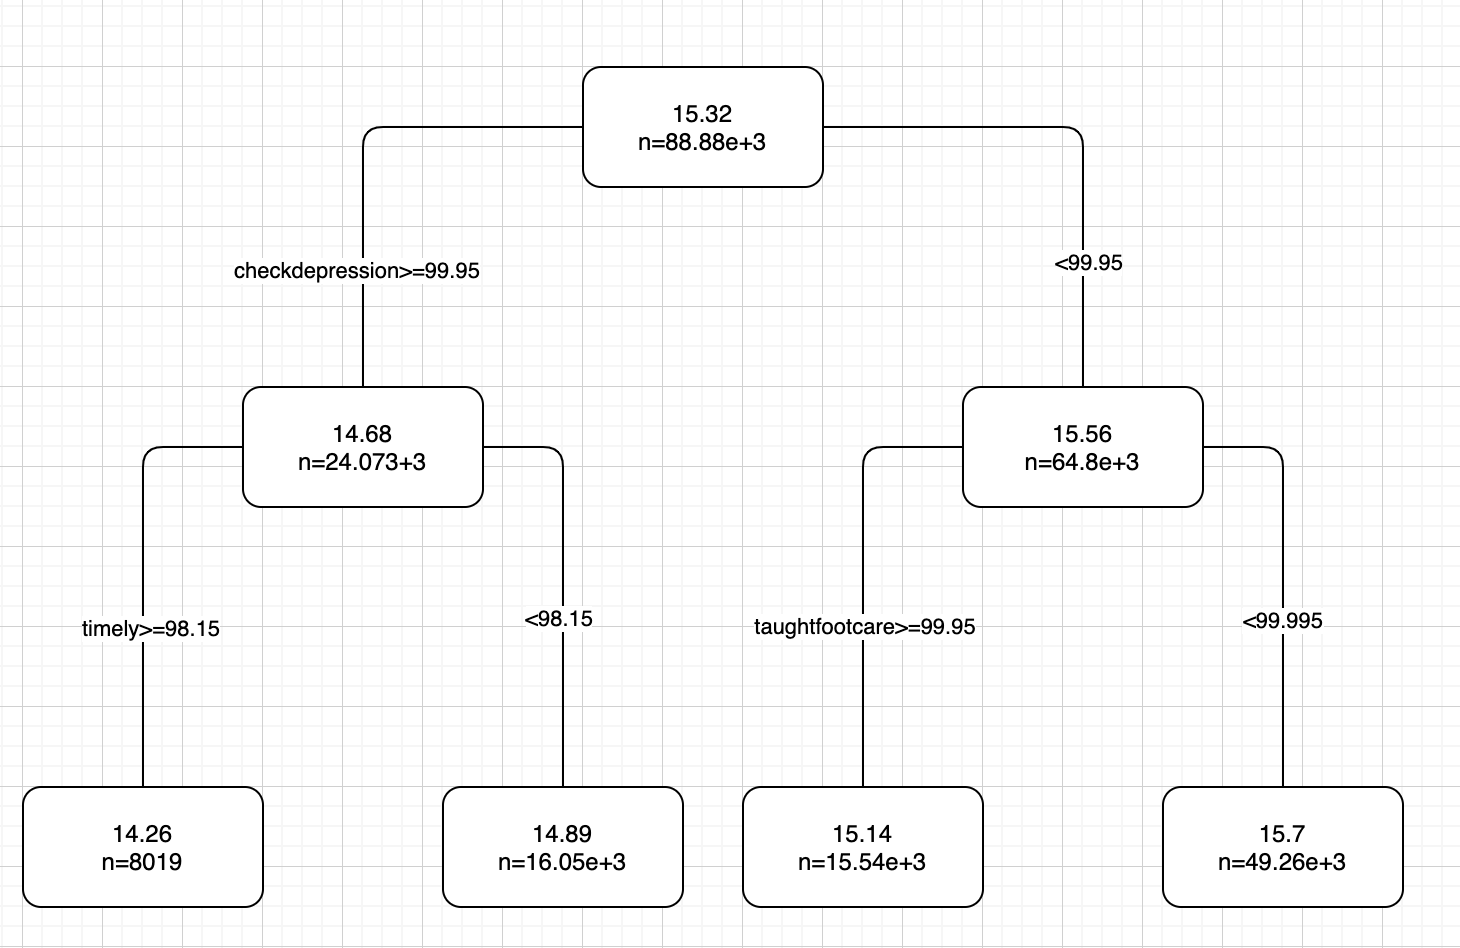 15.32
n=88.88e+3
checkdepression>=99.95
<99.95
14.68
n=24.073+3
15.56
n=64.8e+3
timely>=98.15
<98.15
taughtfootcare>=99.95
<99.995
14.26
n=8019
14.89
n=16.05e+3
15.14
n=15.54e+3
15.7
n=49.26e+3